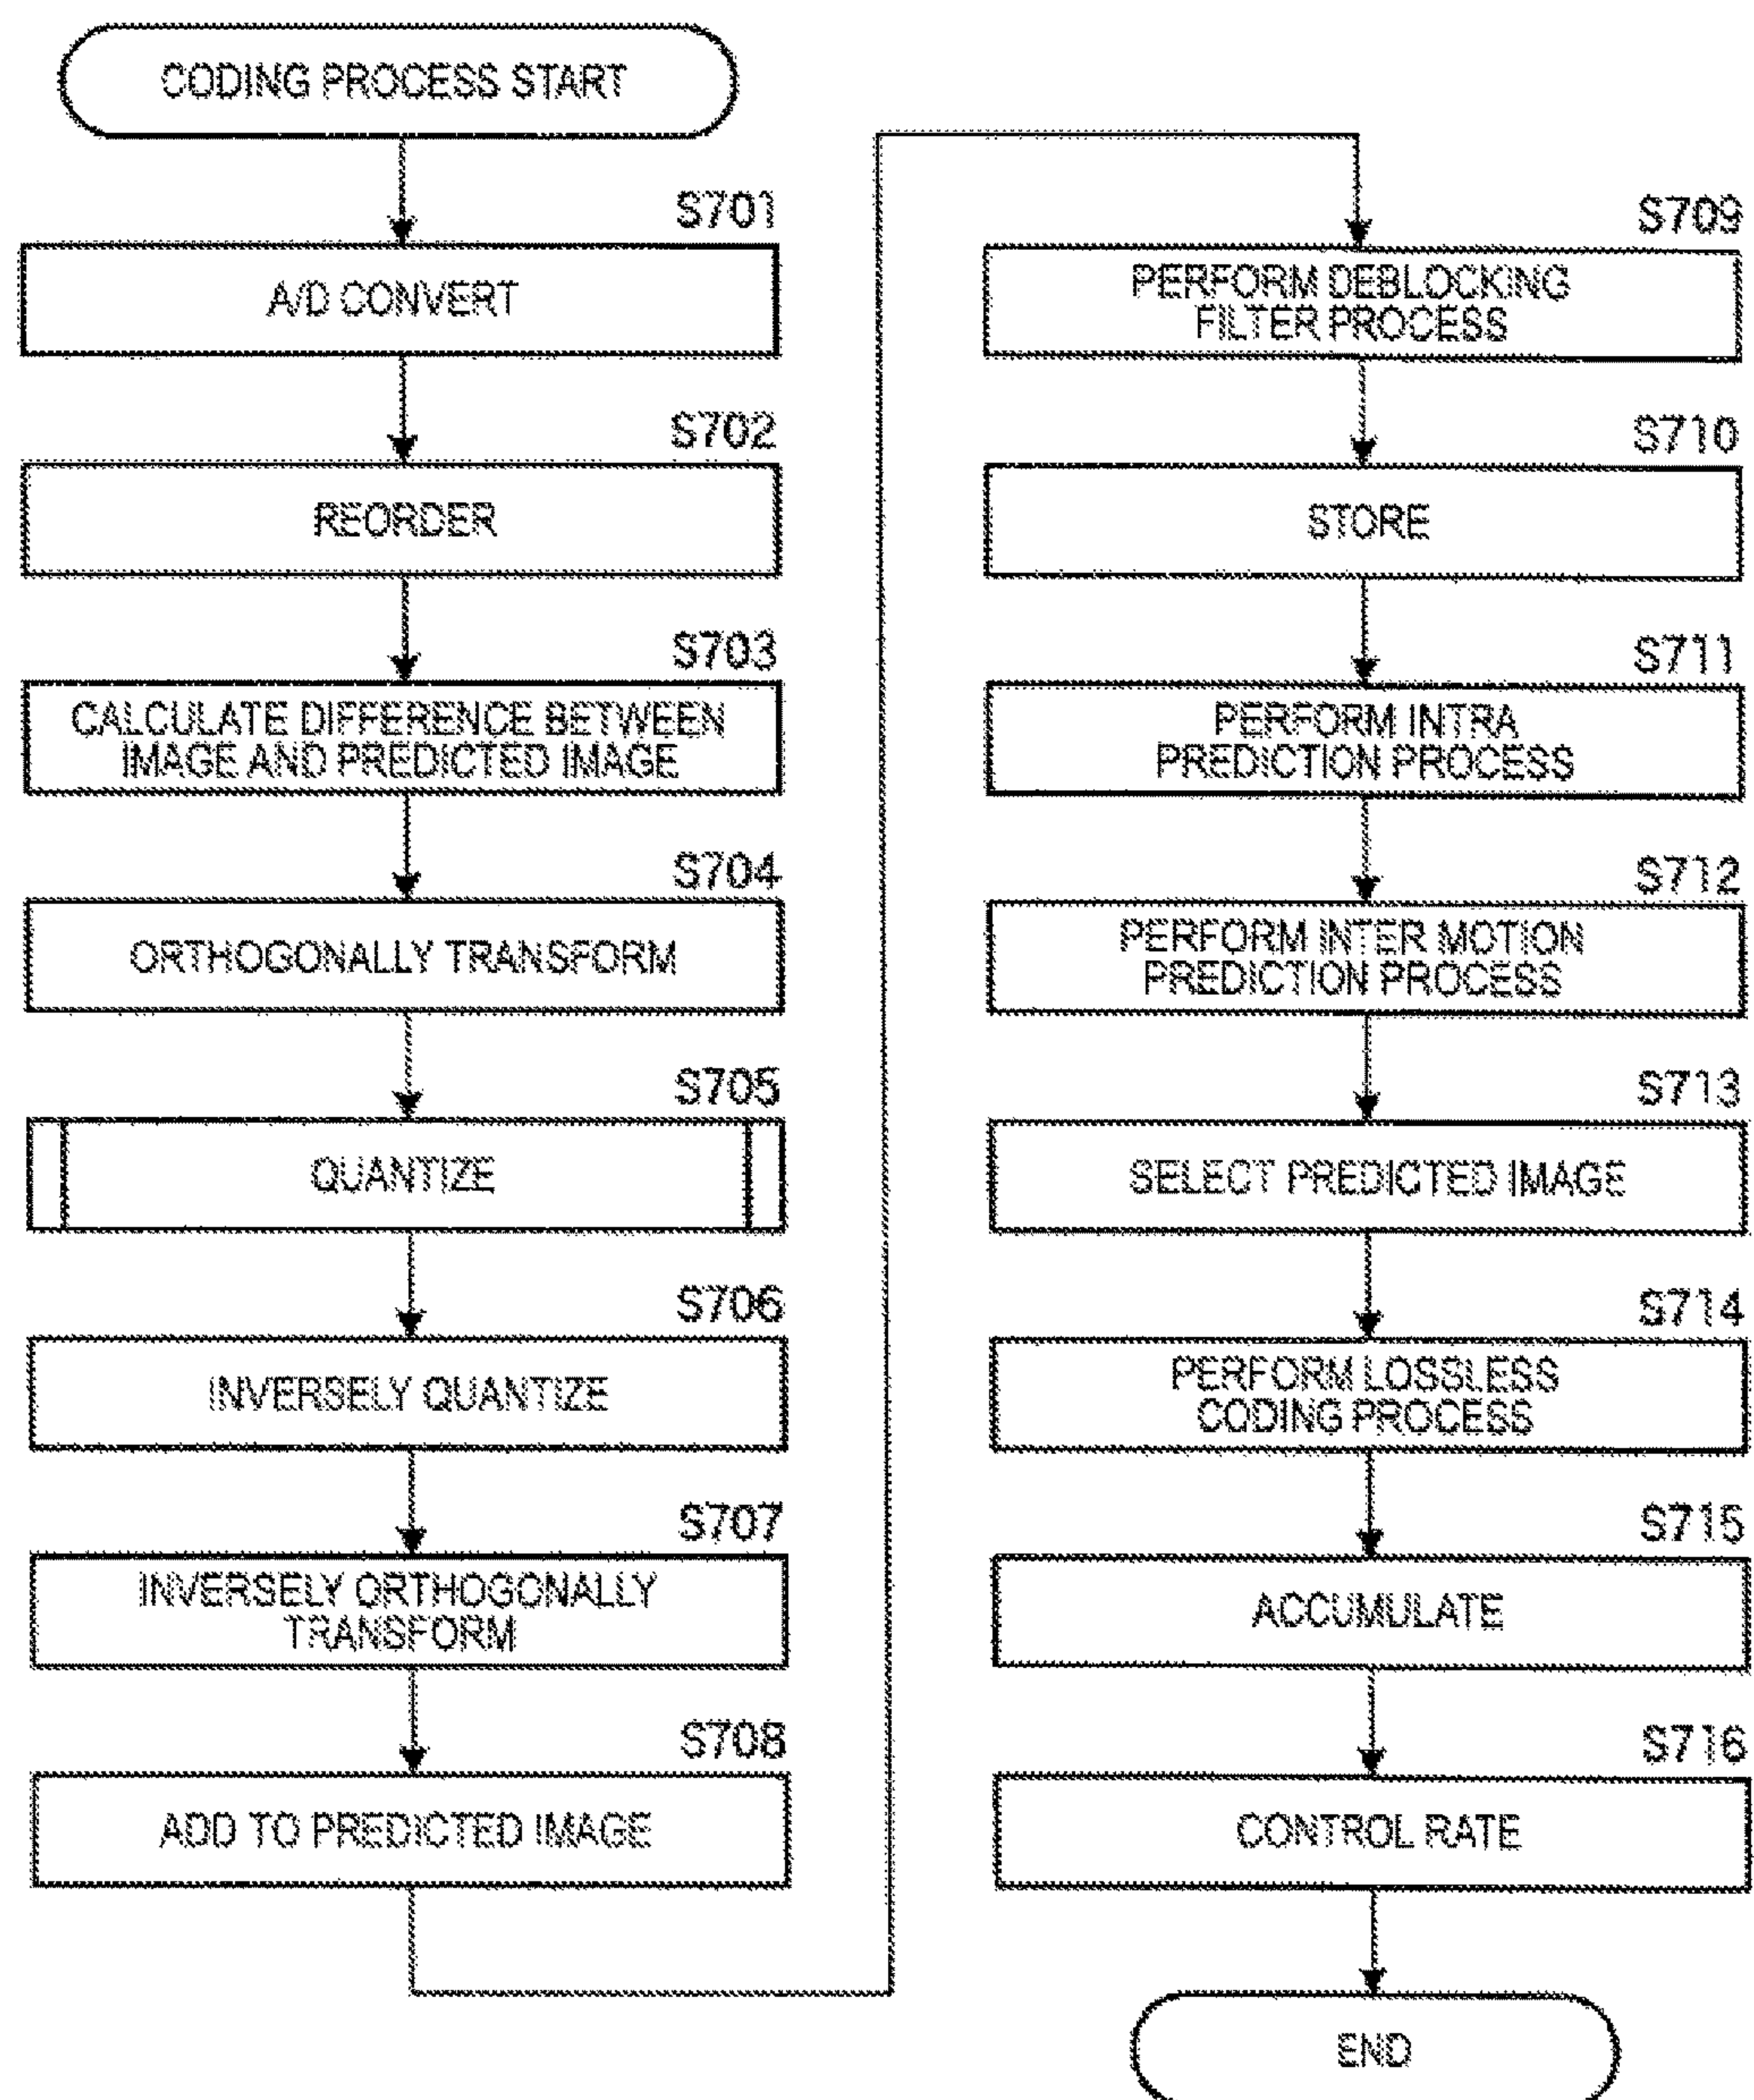 CODING PROCESS START
S701
A/D CONVERT
S702
REORDER
S703
CALCULATE DIFFERENCE BETWEEN
IMAGE AND PREDICTED IMAGE
S704
ORTHOGONALLY TRANSFORM
S705
QUANTIZE
S706
INVERSELY QUANTIZE
S707
INVERSELY ORTHOGONALLY
TRANSFORM
S708
ADD TO PREDICTED IMAGE
S709
PERFORM DEBLOCKING
FILTER PROCESS
S710
STORE
S711
PERFORM INTRA
PREDICTION PROCESS
S712
PERFORM INTER MOTION
PREDICTION PROCESS
S713
SELECT PREDICTED IMAGE
S714
PERFORM LOSSLESS
CODING PROCESS
S715
ACCUMULATE
S716
CONTROL RATE
END